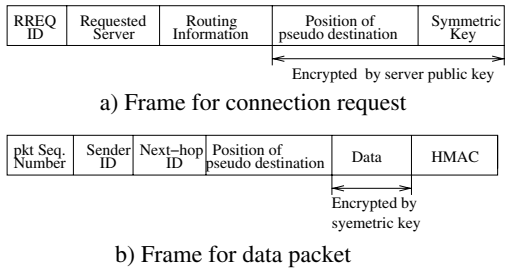 RREQ ID
Requested Server
Routing Information
Position of pseudo destination
Symmetric Key
Encrypted by server public key
a) Frame for connection request
pkt Seq. Number
Sender ID
Next-hop ID
Position of pseudo destination
Data
HMAC
Encrypted by syemetric key
b) Frame for data packet